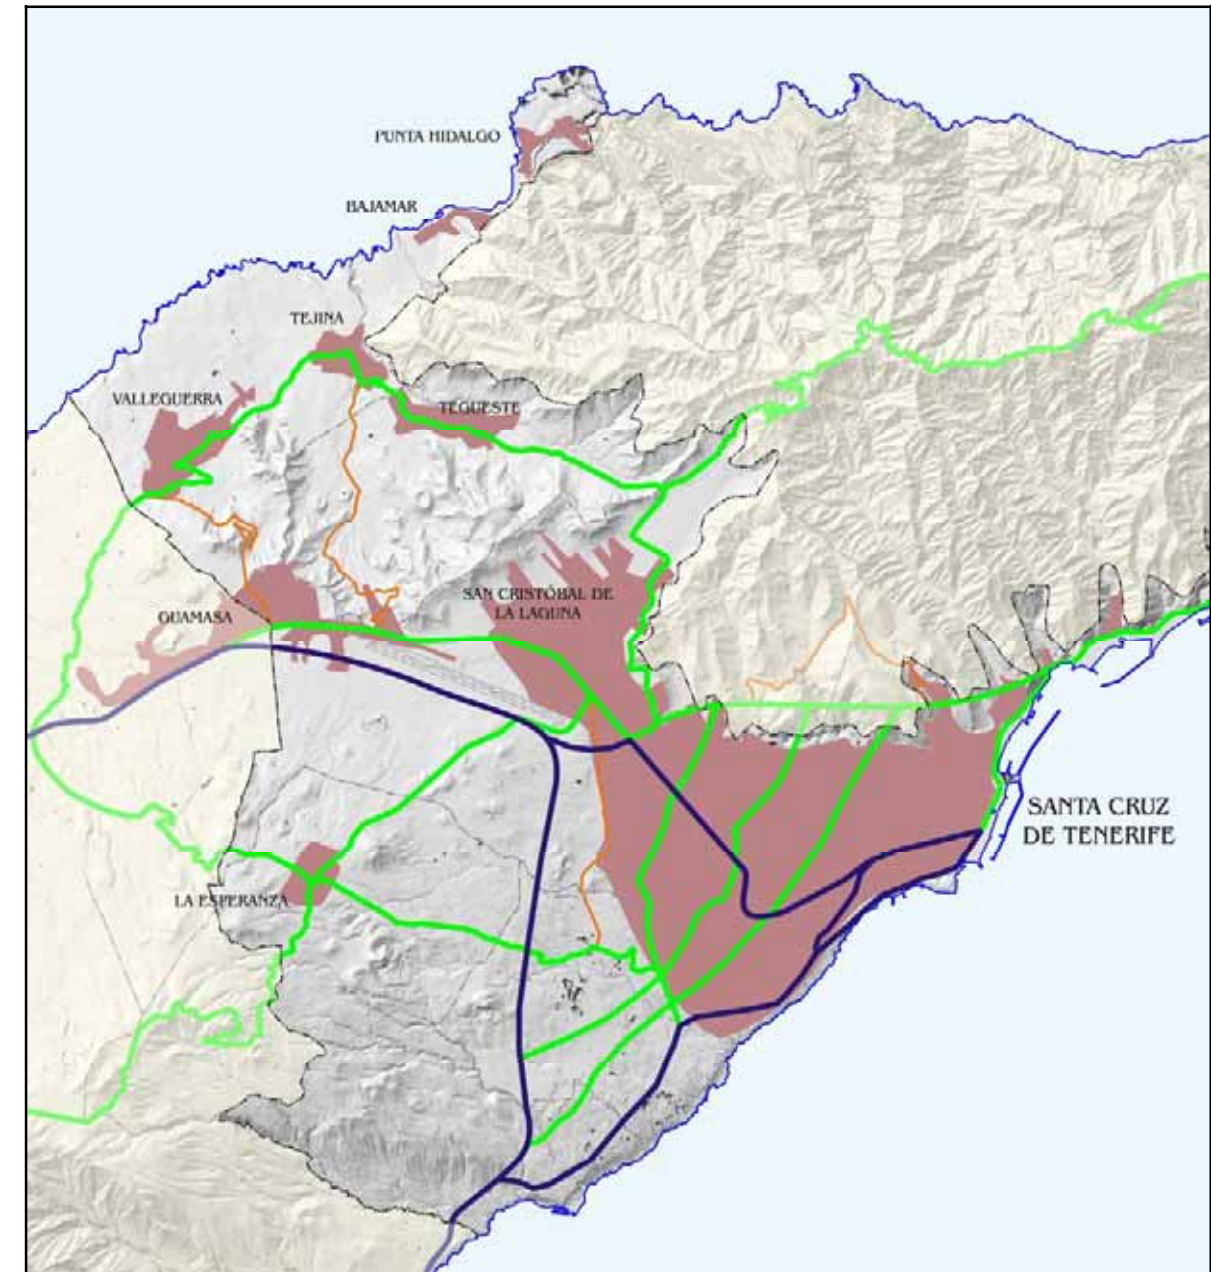 PUNTA HIDALGO
BAJAMAR
TEJINA
VALLEGUERRA
TEGUESTE
SAN CRISTÓBAL DE
LA LAGUNA
GUAMASA
SANTA CRUZ
DE TENERIFE
LA ESPERANZA